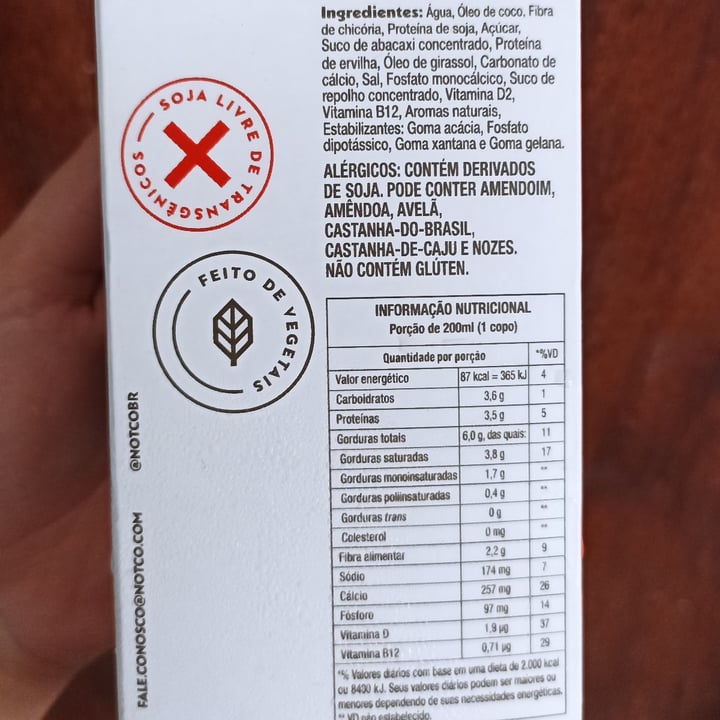 Ingredientes: Água, Óleo de coco, Fibra
de chicória, Proteína de soja, Açúcar,
Suco de abacaxi concentrado, Proteína
de ervilha, Óleo de girassol, Carbonato de
cálcio, Sal, Fosfato monocálcico, Suco de
repolho concentrado, Vitamina D2,
Vitamina B12, Aromas naturais,
Estabilizantes: Goma acácia, Fosfato
dipotássico, Goma xantana e Goma gelana.
ALÉRGICOS: CONTÉM DERIVADOS
DE SOJA. PODE CONTER AMENDOIM,
AMÊNDOA, AVELÃ,
CASTANHA-DO-BRASIL,
CASTANHA-DE-CAJU E NOZES.
NÃO CONTÉM GLÚTEN.
SOJA LIVRE DE TRANSGÊNICOS
FEITO DE VEGETAIS
INFORMAÇÃO NUTRICIONAL
Porção de 200ml (1 copo)
Quantidade por porção *%VD
Valor energético 87 kcal = 365 kJ 4
Carboidratos 3,6 g 1
Proteínas 3,5 g 5
Gorduras totais 6,0 g, das quais: 11
Gorduras saturadas 3,8 g 17
Gorduras monoinsaturadas 1,7 g **
Gorduras poliinsaturadas 0,4 g **
Gorduras trans 0 g **
Colesterol 0 mg **
Fibra alimentar 2,2 g 9
Sódio 174 mg 7
Cálcio 257 mg 26
Fósforo 97 mg 14
Vitamina D 1,9 µg 37
Vitamina B12 0,71 µg 29
*% Valores diários com base em uma dieta de 2.000 kcal
ou 8400 kJ. Seus valores diários podem ser maiores ou
menores dependendo de suas necessidades energéticas.
** VD não estabelecido.
FALE.CONOSCO@NOTCO.COM @NOTCOBR